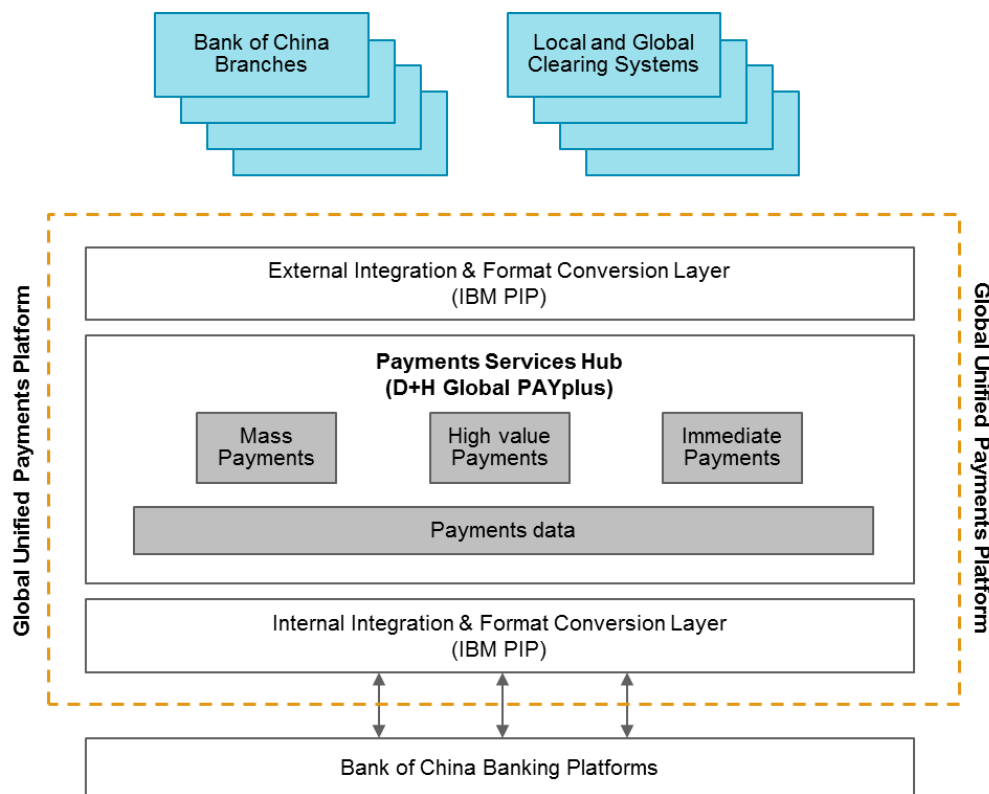 Bank of China
Branches
Local and Global
Clearing Systems
Global Unified Payments Platform
External Integration & Format Conversion Layer
(IBM PIP)
Payments Services Hub
(D+H Global PAYplus)
Mass
Payments
High value
Payments
Immediate
Payments
Payments data
Internal Integration & Format Conversion Layer
(IBM PIP)
Global Unified Payments Platform
Bank of China Banking Platforms